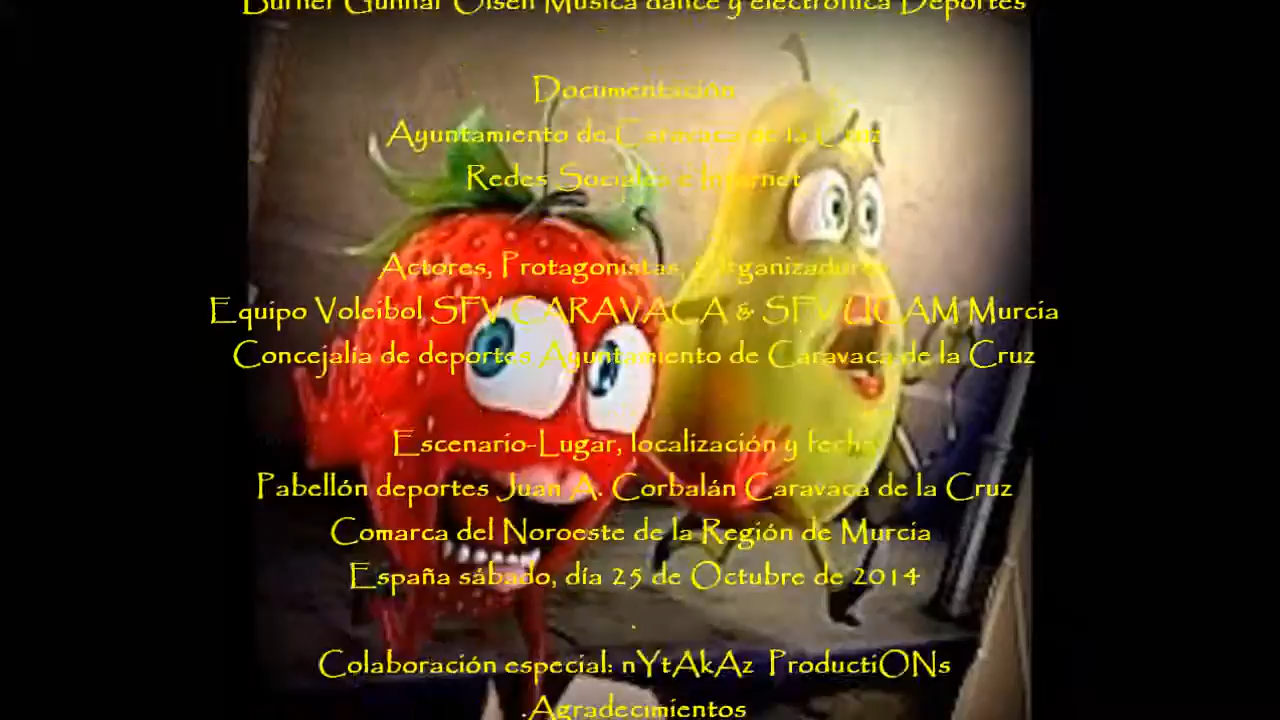 Burner Gunnar Olsen Música dance y electrónica Deportes
Documentación
Ayuntamiento de Caravaca de la Cruz
Redes Sociales e Internet
Actores, Protagonistas, Organizadores
Equipo Voleibol SFV CARAVACA & SFV UCAM Murcia
Concejalía de deportes Ayuntamiento de Caravaca de la Cruz
Escenario-Lugar, localización y fecha
Pabellón deportes Juan A. Corbalán Caravaca de la Cruz
Comarca del Noroeste de la Región de Murcia
España sábado, día 25 de Octubre de 2014
.
Colaboración especial: nYtAkAz ProductiONs
.Agradecimientos